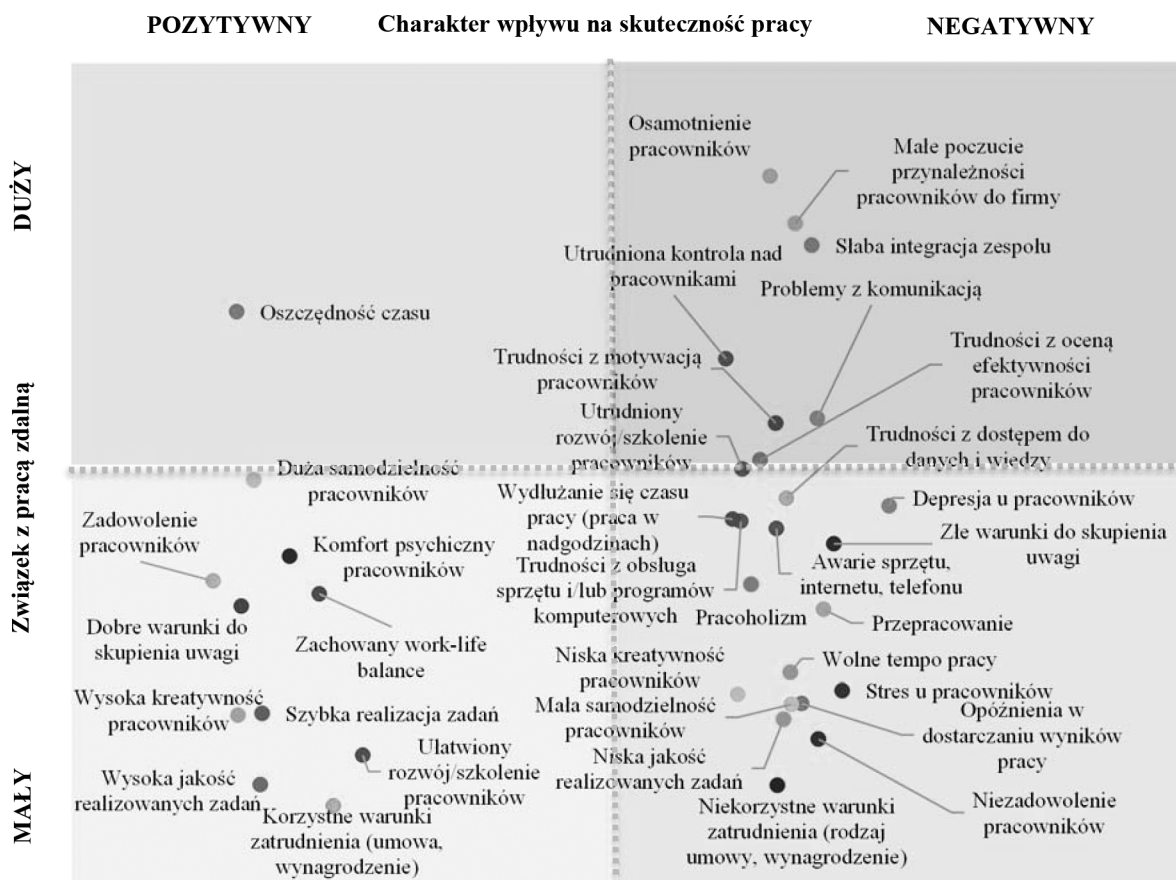 POZYTYWNY
Charakter wpływu na skuteczność pracy
NEGATYWNY
DUŻY
Związek z pracą zdalną
MAŁY
Osamotnienie
pracowników
Małe poczucie
przynależności
pracowników do firmy
Słaba integracja zespołu
Utrudniona kontrola nad
pracownikami
Problemy z komunikacją
Oszczędność czasu
Trudności z motywacją
pracowników
Trudności z oceną
efektywności
pracowników
Utrudniony
rozwój/szkolenie
pracowników
Trudności z dostępem do
danych i wiedzy
Duża samodzielność
pracowników
Wydłużanie się czasu
pracy (praca w
nadgodzinach)
Depresja u pracowników
Zadowolenie
pracowników
Komfort psychiczny
pracowników
Złe warunki do skupienia
uwagi
Awarie sprzętu,
internetu, telefonu
Trudności z obsługa
sprzętu i/lub programów
komputerowych
Pracoholizm
Przepracowanie
Dobre warunki do
skupienia uwagi
Zachowany work-life
balance
Niska kreatywność
pracowników
Wolne tempo pracy
Wysoka kreatywność
pracowników
Szybka realizacja zadań
Mała samodzielność
pracowników
Stres u pracowników
Opóźnienia w
dostarczaniu wyników
pracy
Ułatwiony
rozwój/szkolenie
pracowników
Niska jakość
realizowanych zadań
Wysoka jakość
realizowanych zadań
Korzystne warunki
zatrudnienia (umowa,
wynagrodzenie)
Niekorzystne warunki
zatrudnienia (rodzaj
umowy, wynagrodzenie)
Niezadowolenie
pracowników